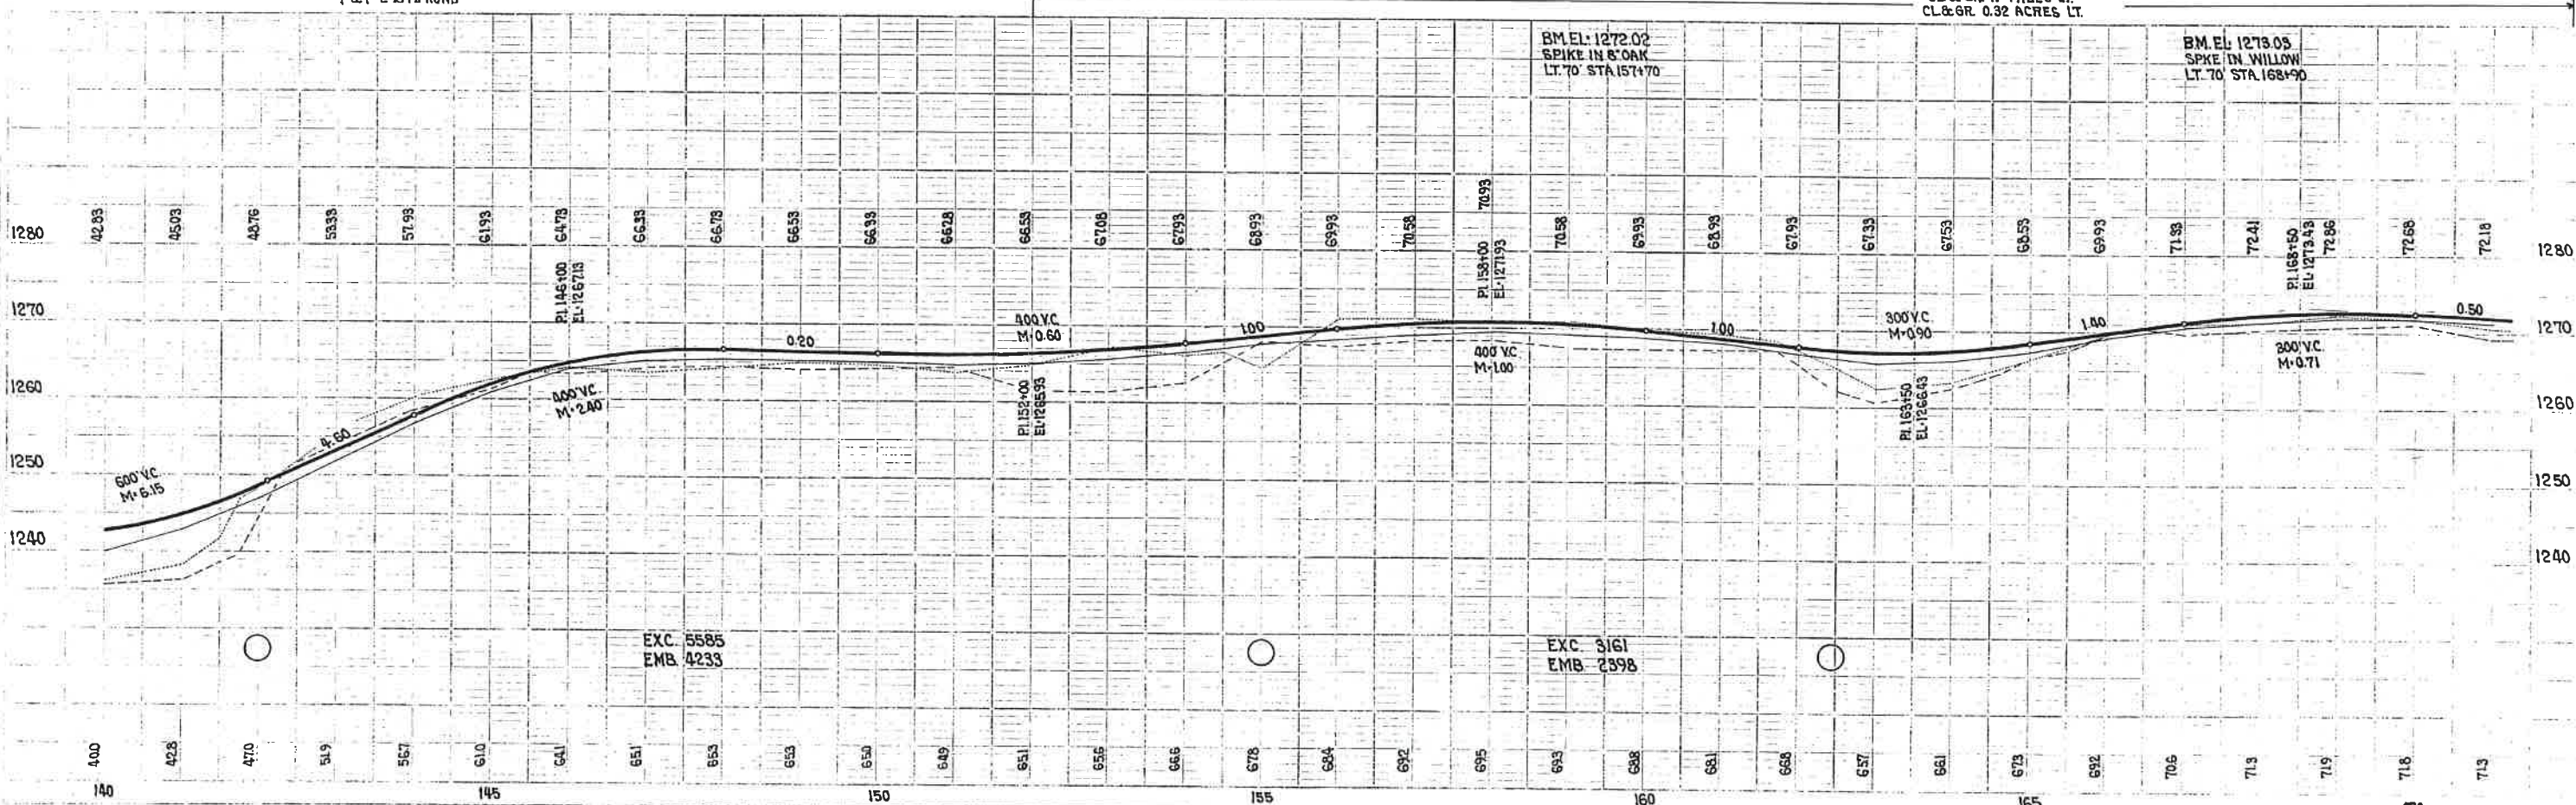 CL.&GR. 0.32 ACRES LT.
B.M. EL. 1272.02
SPIKE IN 8" OAK
LT. 70' STA. 157+70
B.M. EL. 1273.03
SPKE IN WILLOW
LT. 70' STA. 168+90
70.93
42.83 45.03 48.76 53.33 57.93 61.93 64.73 66.33 66.73 66.53 66.33 66.28 66.53 67.08 67.93 68.93 69.93 70.58 70.58 69.93 68.93 67.93 67.33 67.53 68.53 69.93 71.33 72.41 72.86 72.68 72.18
1280 1280
P.I. 146+00
EL. 1267.13
P.I. 158+00
EL. 1271.93
P.I. 168+50
EL. 1273.43
1270 1270
4.60
0.20
400' V.C.
M=0.60
1.00
1.00
300' V.C.
M=0.90
1.40
0.50
400' V.C.
M=2.40
400' V.C.
M=1.00
300' V.C.
M=0.71
1260 1260
P.I. 152+00
EL. 1265.93
P.I. 163+50
EL. 1266.43
600' V.C.
M=6.15
1250 1250
1240 1240
EXC. 5585
EMB. 4233
EXC. 3161
EMB. 2398
40.0 42.8 47.0 51.9 56.7 61.0 64.1 65.1 65.3 65.3 65.0 64.9 65.1 65.6 66.6 67.8 68.4 69.2 69.5 69.3 68.8 68.1 66.8 65.7 66.1 67.3 69.2 70.6 71.3 71.9 71.8 71.3
140 145 150 155 160 165